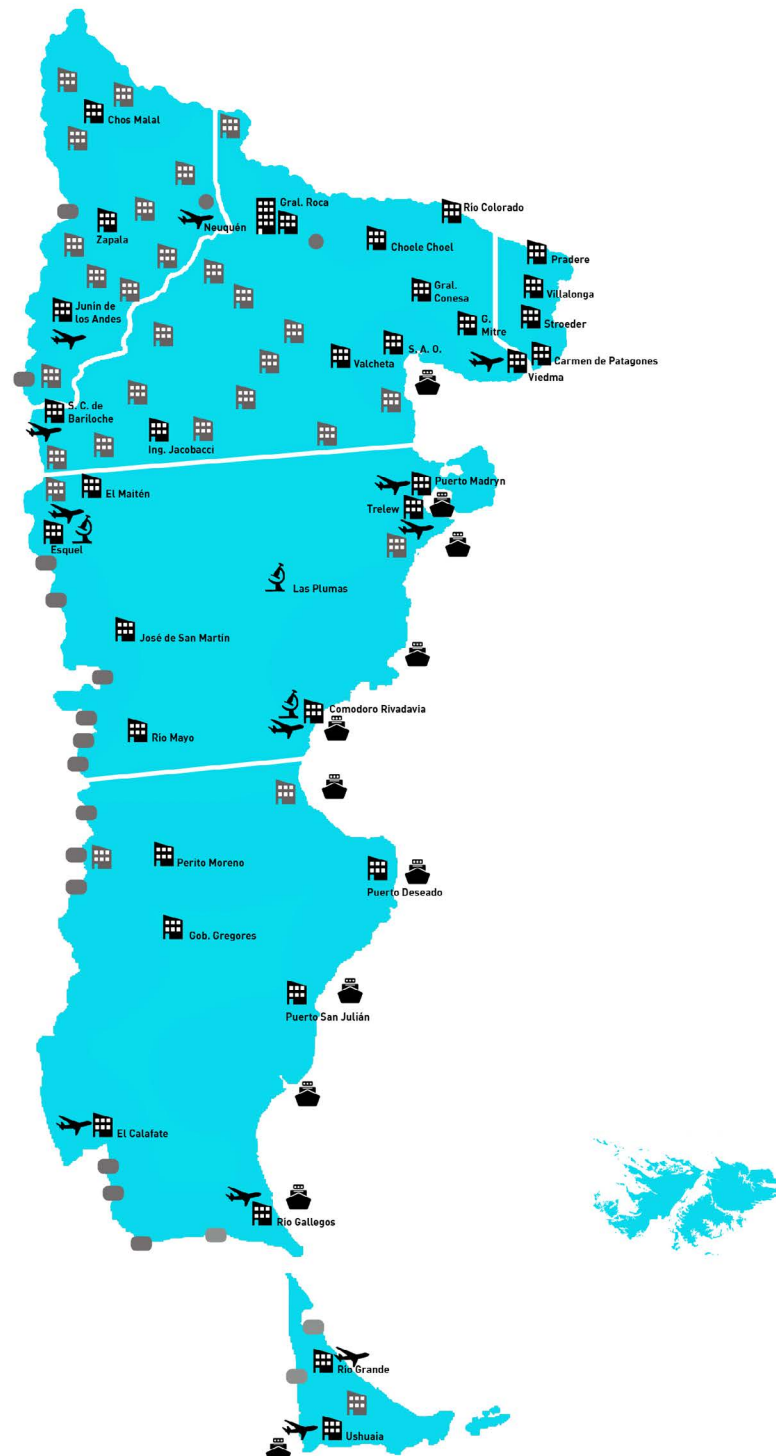 Chos Malal
Gral. Roca
Rio Colorado
Neuquén
Zapala
Choele Choel
Pradere
Gral.
Conesa
Villalonga
Junin de
los Andes
G.
Mitre
Stroeder
S. A. O.
Valcheta
Carmen de Patagones
Viedma
S. C. de
Bariloche
Ing. Jacobacci
Puerto Madryn
El Maitén
Trelew
Esquel
Las Plumas
José de San Martín
Comodoro Rivadavia
Rio Mayo
Perito Moreno
Puerto Deseado
Gob. Gregores
Puerto San Julián
El Calafate
Río Gallegos
Río Grande
Ushuaia